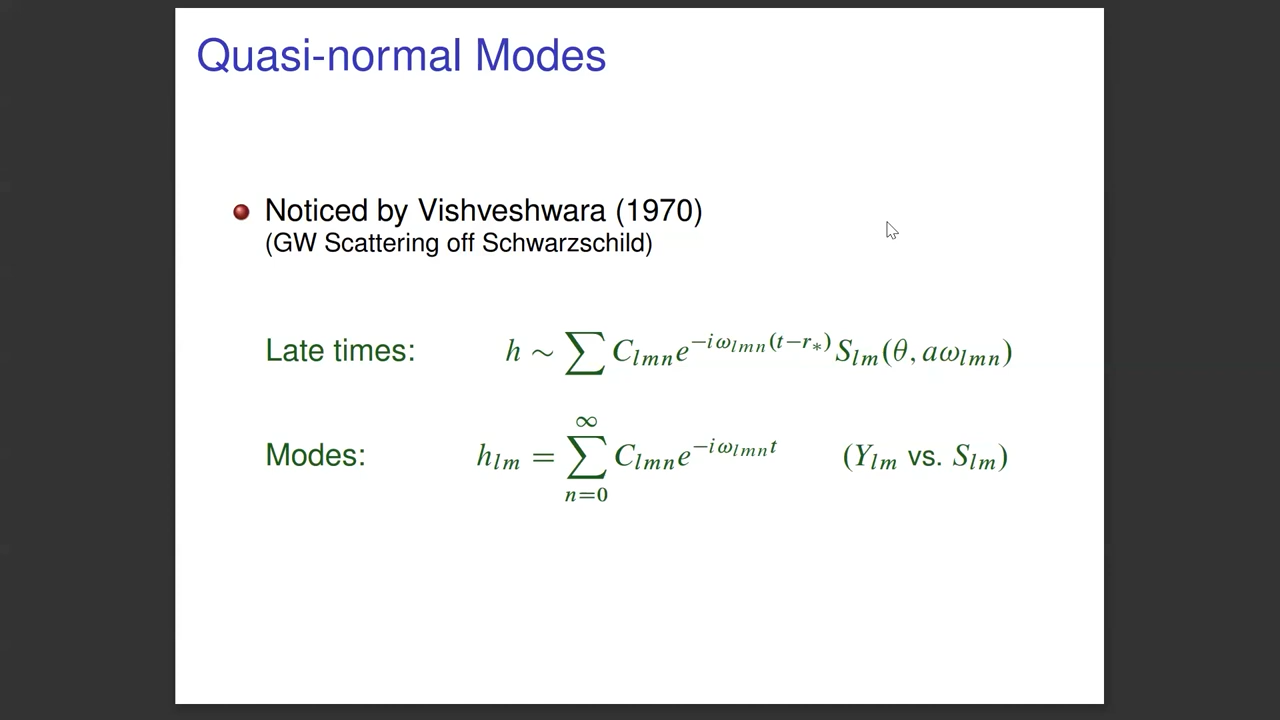 Quasi-normal Modes
Noticed by Vishveshwara (1970)
(GW Scattering off Schwarzschild)
Late times: h ∼ ∑ C_{lmn} e^{−iω_{lmn}(t−r_*)} S_{lm}(θ, aω_{lmn})
Modes: h_{lm} = ∑_{n=0}^{∞} C_{lmn} e^{−iω_{lmn}t} (Y_{lm} vs. S_{lm})